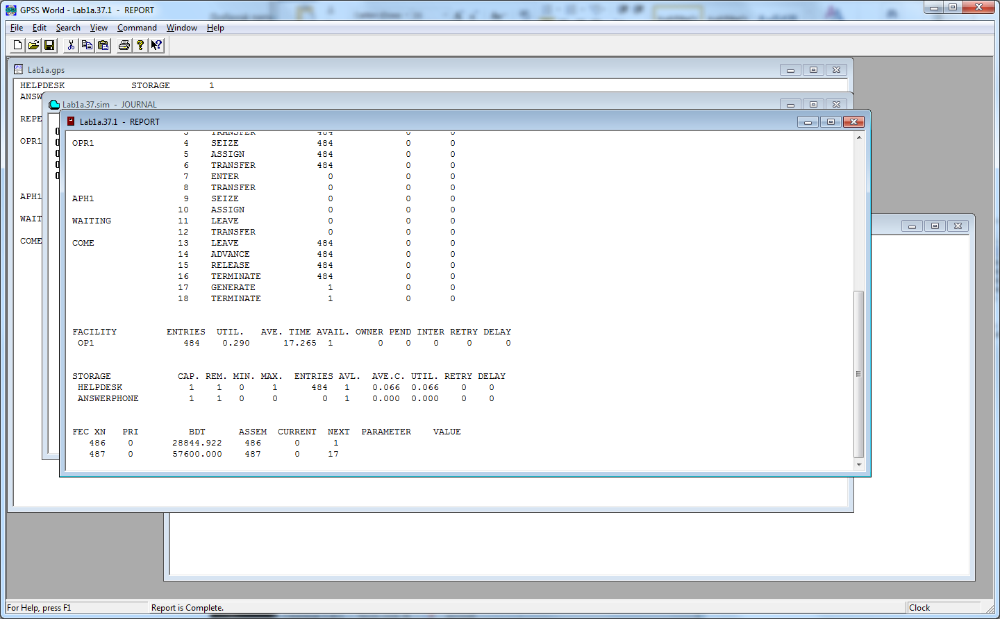 GPSS World - Lab1a.37.1 - REPORT
File Edit Search View Command Window Help
Lab1a.gps
HELPDESK STORAGE 1
ANSW
Lab1a.37.sim - JOURNAL
REPE
Lab1a.37.1 - REPORT
3 TRANSFER 484 0 0
OPR1
OPR1 4 SEIZE 484 0 0
5 ASSIGN 484 0 0
6 TRANSFER 484 0 0
7 ENTER 0 0 0
8 TRANSFER 0 0 0
APH1
APH1 9 SEIZE 0 0 0
10 ASSIGN 0 0 0
WAIT
WAITING 11 LEAVE 0 0 0
12 TRANSFER 0 0 0
COME
COME 13 LEAVE 484 0 0
14 ADVANCE 484 0 0
15 RELEASE 484 0 0
16 TERMINATE 484 0 0
17 GENERATE 1 0 0
18 TERMINATE 1 0 0
FACILITY ENTRIES UTIL. AVE. TIME AVAIL. OWNER PEND INTER RETRY DELAY
OP1 484 0.290 17.265 1 0 0 0 0 0
STORAGE CAP. REM. MIN. MAX. ENTRIES AVL. AVE.C. UTIL. RETRY DELAY
HELPDESK 1 1 0 1 484 1 0.066 0.066 0 0
ANSWERPHONE 1 1 0 0 0 1 0.000 0.000 0 0
FEC XN PRI BDT ASSEM CURRENT NEXT PARAMETER VALUE
486 0 28844.922 486 0 1
487 0 57600.000 487 0 17
For Help, press F1 Report is Complete. Clock